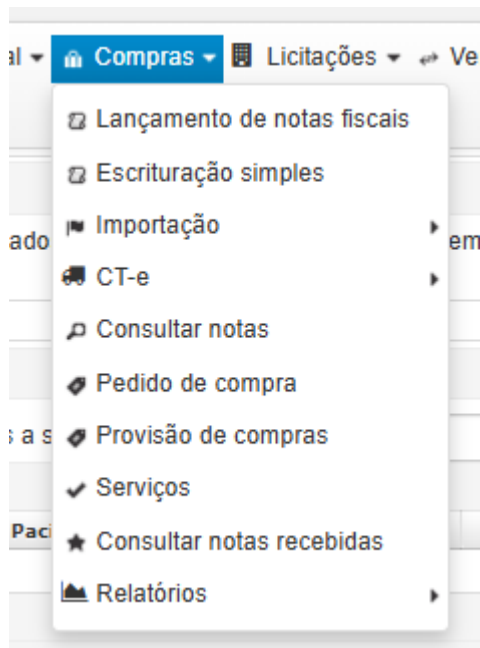 al Compras Licitações Ve
Lançamento de notas fiscais
Escrituração simples
Importação
ado em
CT-e
Consultar notas
Pedido de compra
s a s Provisão de compras
Serviços
Paci Consultar notas recebidas
Relatórios